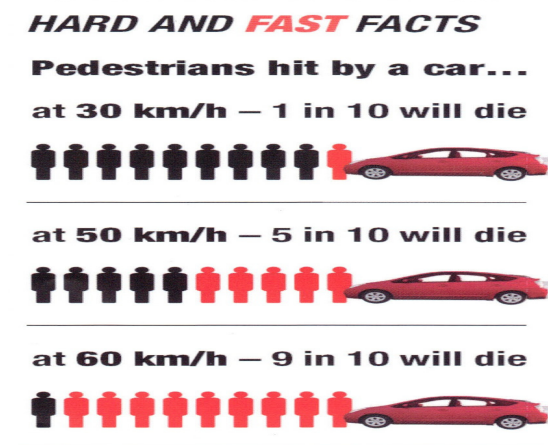 HARD AND FAST FACTS
Pedestrians hit by a car...
at 30 km/h – 1 in 10 will die
at 50 km/h – 5 in 10 will die
at 60 km/h – 9 in 10 will die